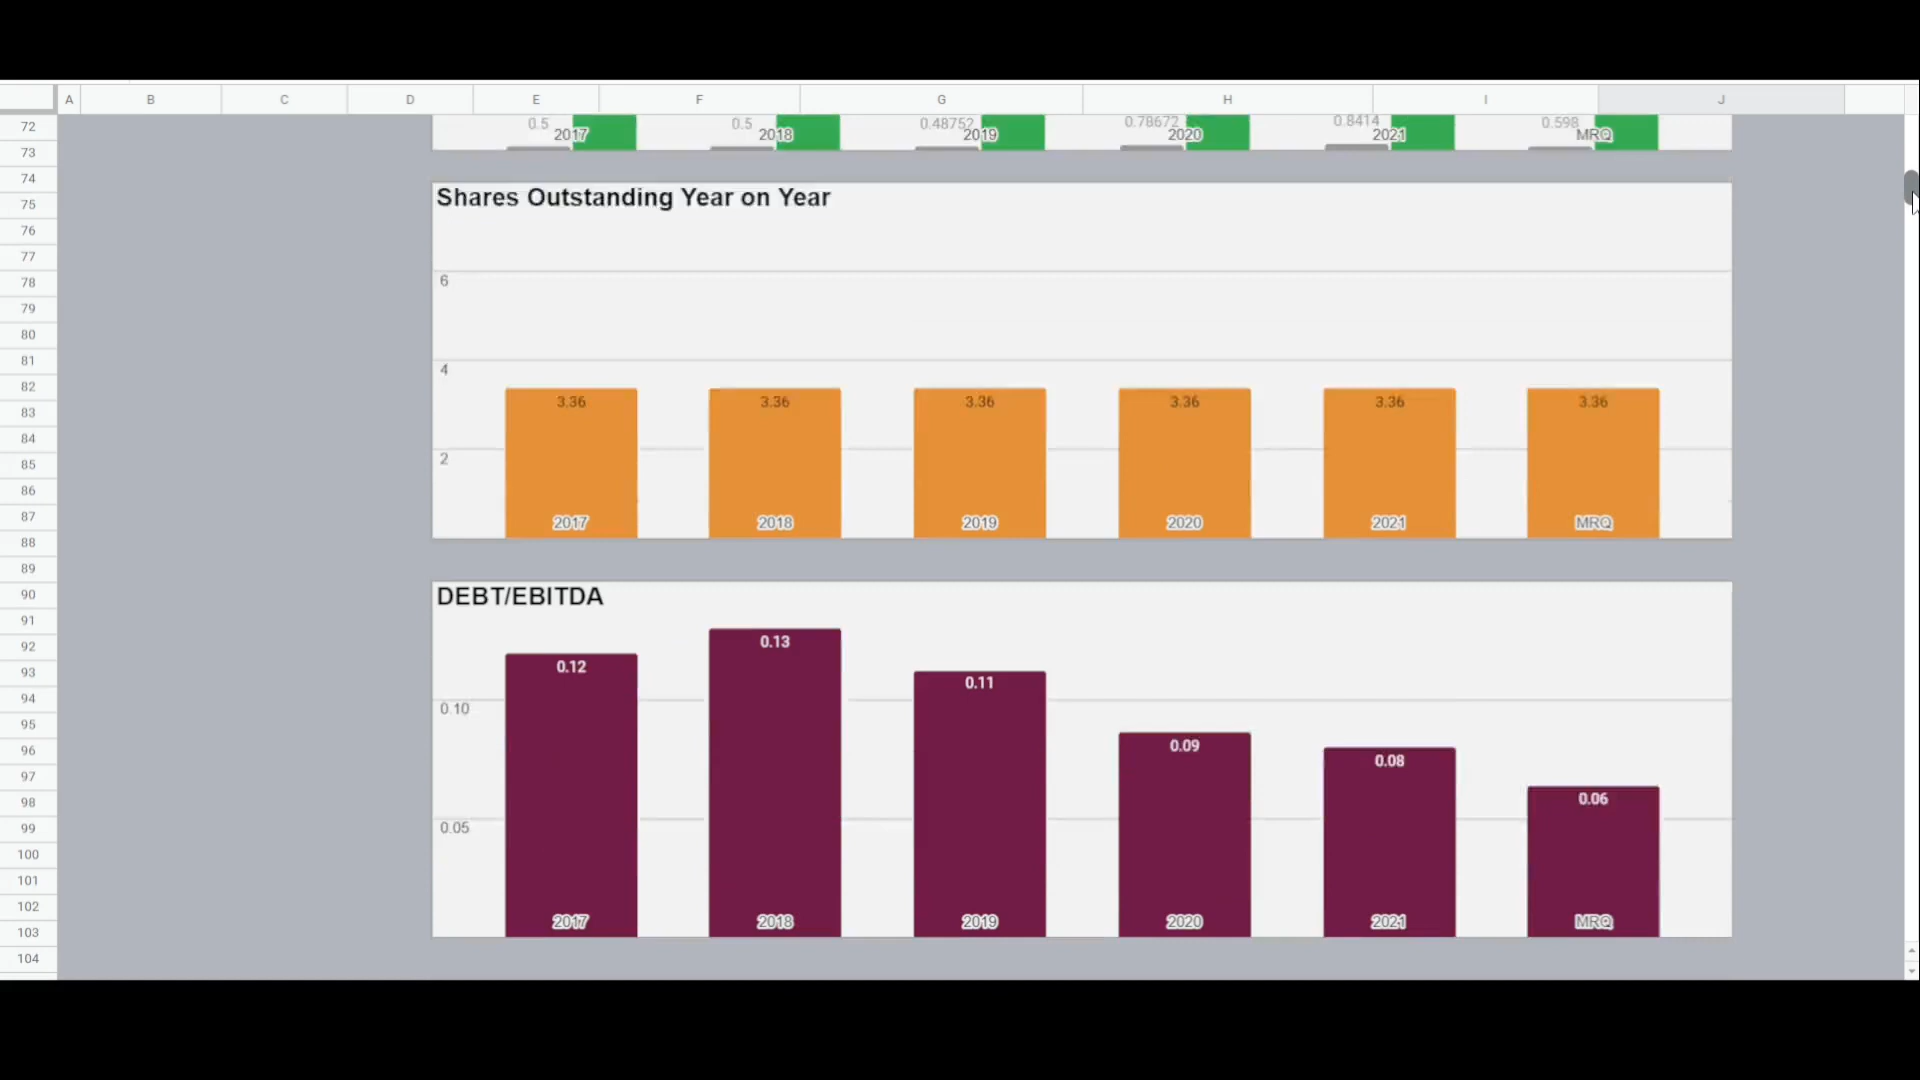 A B C D E F G H I J
72 0.5 0.5 0.48752 0.78672 0.8414 0.598
2017 2018 2019 2020 2021 MRQ
73
74
75 Shares Outstanding Year on Year
76
77
78 6
79
80
81 4
82
83 3.36 3.36 3.36 3.36 3.36 3.36
84
85 2
86
87 2017 2018 2019 2020 2021 MRQ
88
89
90 DEBT/EBITDA
91
92 0.13
93 0.12 0.11
94 0.10
95
96 0.09 0.08
97
98 0.06
99 0.05
100
101
102
103 2017 2018 2019 2020 2021 MRQ
104